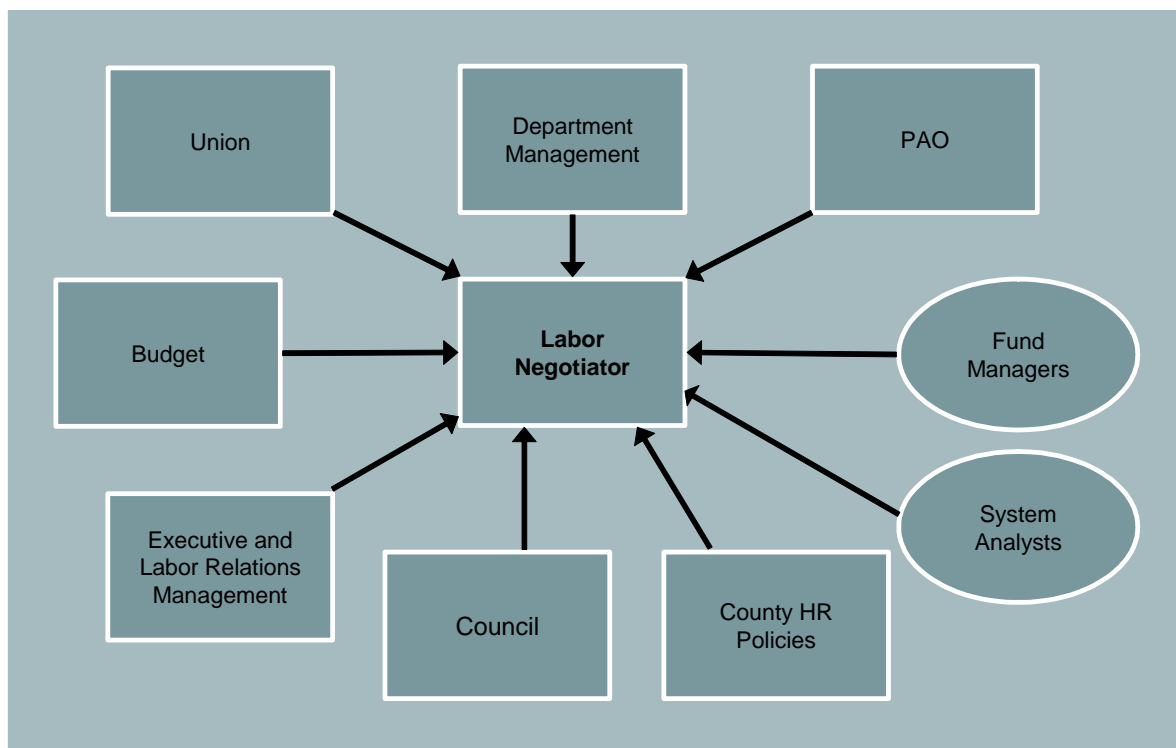 Union
Department
Management
PAO
Budget
Labor
Negotiator
Fund
Managers
Executive and
Labor Relations
Management
Council
County HR
Policies
System
Analysts